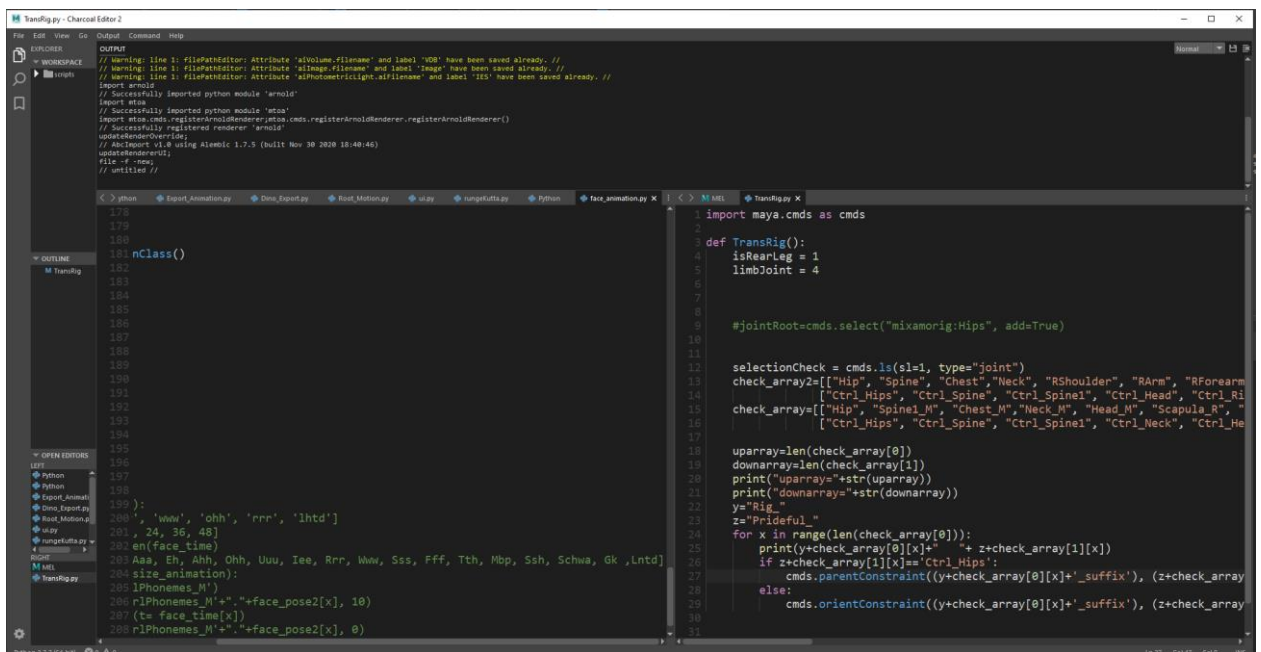 TransRig.py - Charcoal Editor 2
File Edit View Go Output Command Help
EXPLORER
WORKSPACE
scripts
OUTPUT
Normal
// Warning: line 1: filePathEditor: Attribute 'aiVolume.filename' and label 'VDB' have been saved already. //
// Warning: line 1: filePathEditor: Attribute 'aiImage.filename' and label 'Image' have been saved already. //
// Warning: line 1: filePathEditor: Attribute 'aiPhotometricLight.aiFilename' and label 'IES' have been saved already. //
import arnold
// Successfully imported python module 'arnold'
import mtoa
// Successfully imported python module 'mtoa'
import mtoa.cmds.registerArnoldRenderer;mtoa.cmds.registerArnoldRenderer.registerArnoldRenderer()
// Successfully registered renderer 'arnold'
updateRenderOverride;
// AbcImport v1.0 using Alembic 1.7.5 (built Nov 30 2020 18:40:46)
updateRendererUI;
file -f -new;
// untitled //
OUTLINE
M TransRig
OPEN EDITORS
LEFT
Python
Python
Export_Animati
Dino_Export.py
Root_Motion.p
ui.py
rungeKutta.py
RIGHT
M MEL
TransRig.py
ython Export_Animation.py Dino_Export.py Root_Motion.py ui.py rungeKutta.py Python face_animation.py
178
179
180
181 nClass()
182
183
184
185
186
187
188
189
190
191
192
193
194
195
196
197
198
199 ):
200 ', 'www', 'ohh', 'rrr', 'lhtd']
201 , 24, 36, 48]
202 en(face_time)
203 Aaa, Eh, Ahh, Ohh, Uuu, Iee, Rrr, Www, Sss, Fff, Tth, Mbp, Ssh, Schwa, Gk ,Lntd]
204 size_animation):
205 lPhonemes_M')
206 rlPhonemes_M'+"."+face_pose2[x], 10)
207 (t= face_time[x])
208 rlPhonemes_M'+"."+face_pose2[x], 0)
M MEL TransRig.py
1 import maya.cmds as cmds
2
3 def TransRig():
4 isRearLeg = 1
5 limbJoint = 4
6
7
8
9 #jointRoot=cmds.select("mixamorig:Hips", add=True)
10
11
12 selectionCheck = cmds.ls(sl=1, type="joint")
13 check_array2=[["Hip", "Spine", "Chest","Neck", "RShoulder", "RArm", "RForearm
14 ["Ctrl_Hips", "Ctrl_Spine", "Ctrl_Spine1", "Ctrl_Head", "Ctrl_Ri
15 check_array=[["Hip", "Spine1_M", "Chest_M","Neck_M", "Head_M", "Scapula_R", "
16 ["Ctrl_Hips", "Ctrl_Spine", "Ctrl_Spine1", "Ctrl_Neck", "Ctrl_He
17
18 uparray=len(check_array[0])
19 downarray=len(check_array[1])
20 print("uparray="+str(uparray))
21 print("downarray="+str(downarray))
22 y="Rig_"
23 z="Prideful_"
24 for x in range(len(check_array[0])):
25 print(y+check_array[0][x]+" "+ z+check_array[1][x])
26 if z+check_array[1][x]=='Ctrl_Hips':
27 cmds.parentConstraint((y+check_array[0][x]+'_suffix'), (z+check_array
28 else:
29 cmds.orientConstraint((y+check_array[0][x]+'_suffix'), (z+check_array
30
31